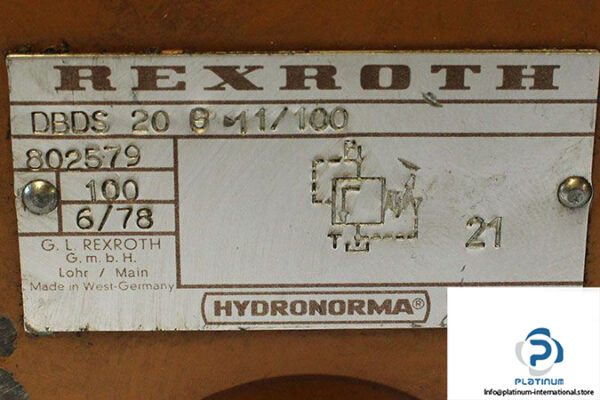 REXROTH
DBDS 20 G 11/100
802579
100
6/78
P
T
21
G. L. REXROTH
G. m. b. H.
Lohr / Main
Made in West-Germany
HYDRONORMA®
PLATINUM
Info@platinum-international.store